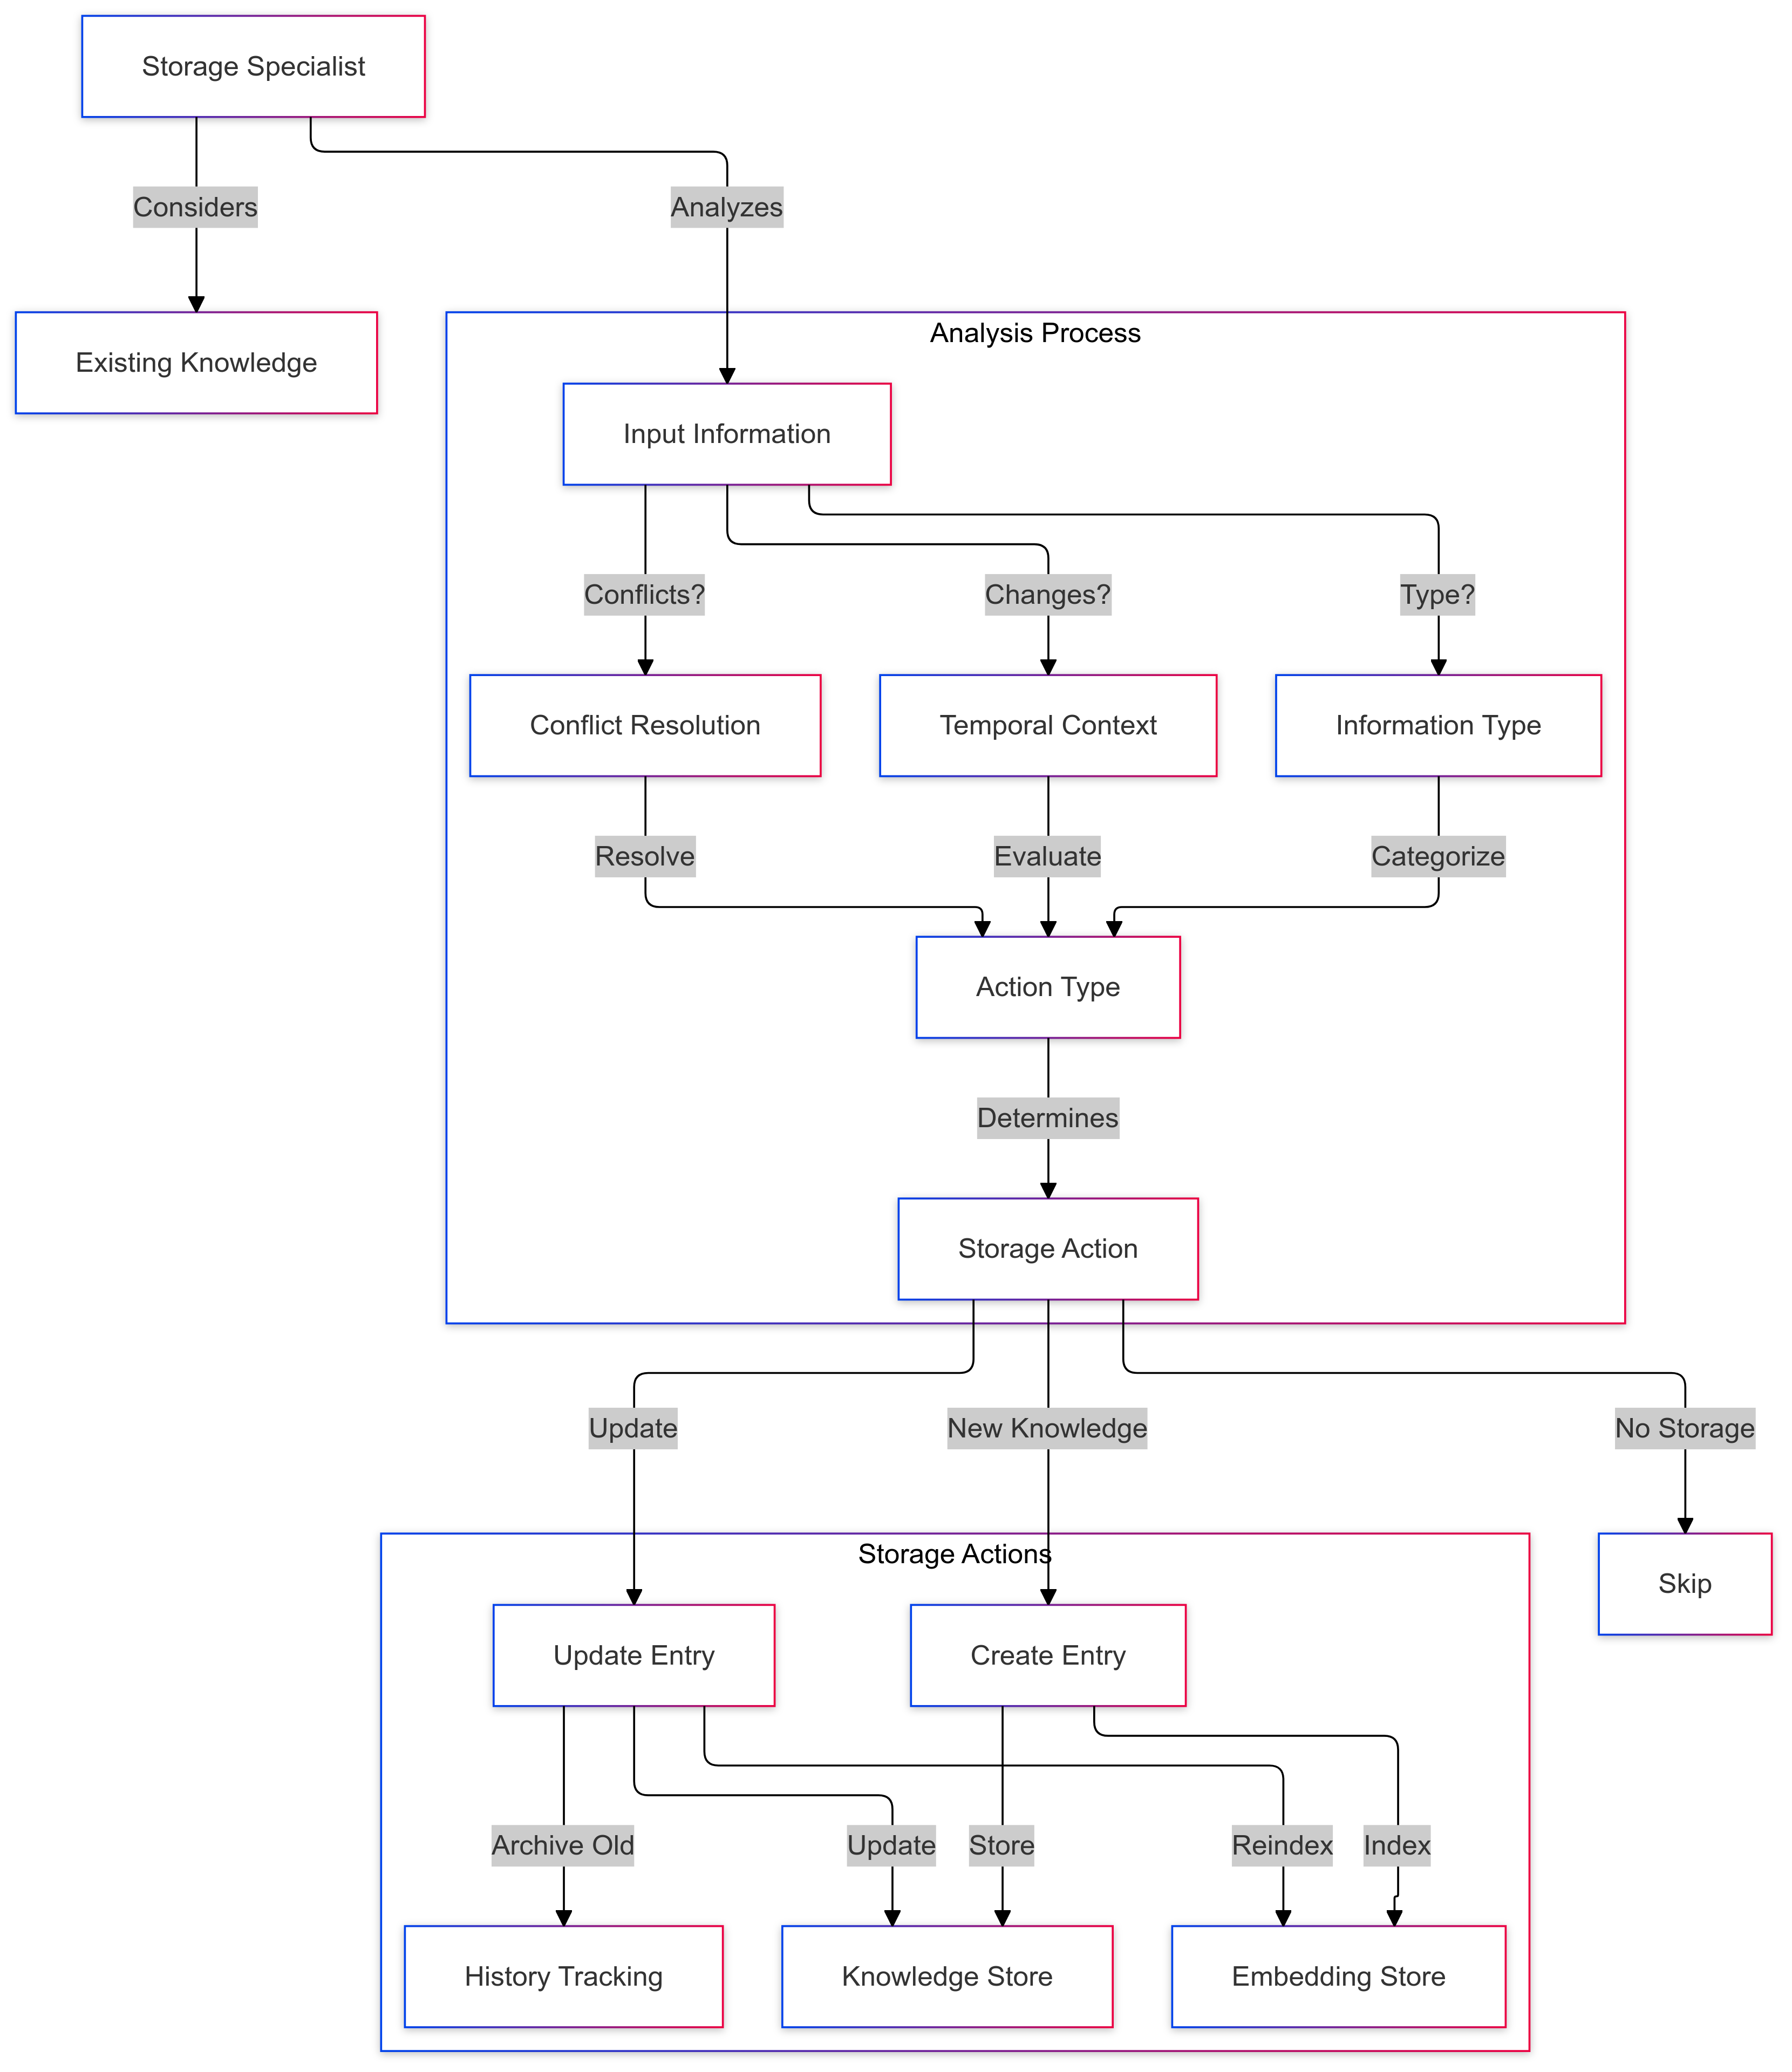 Storage Specialist
Considers
Analyzes
Existing Knowledge
Analysis Process
Input Information
Conflicts?
Changes?
Type?
Conflict Resolution
Temporal Context
Information Type
Resolve
Evaluate
Categorize
Action Type
Determines
Storage Action
Update
New Knowledge
No Storage
Storage Actions
Skip
Update Entry
Create Entry
Archive Old
Update
Store
Reindex
Index
History Tracking
Knowledge Store
Embedding Store